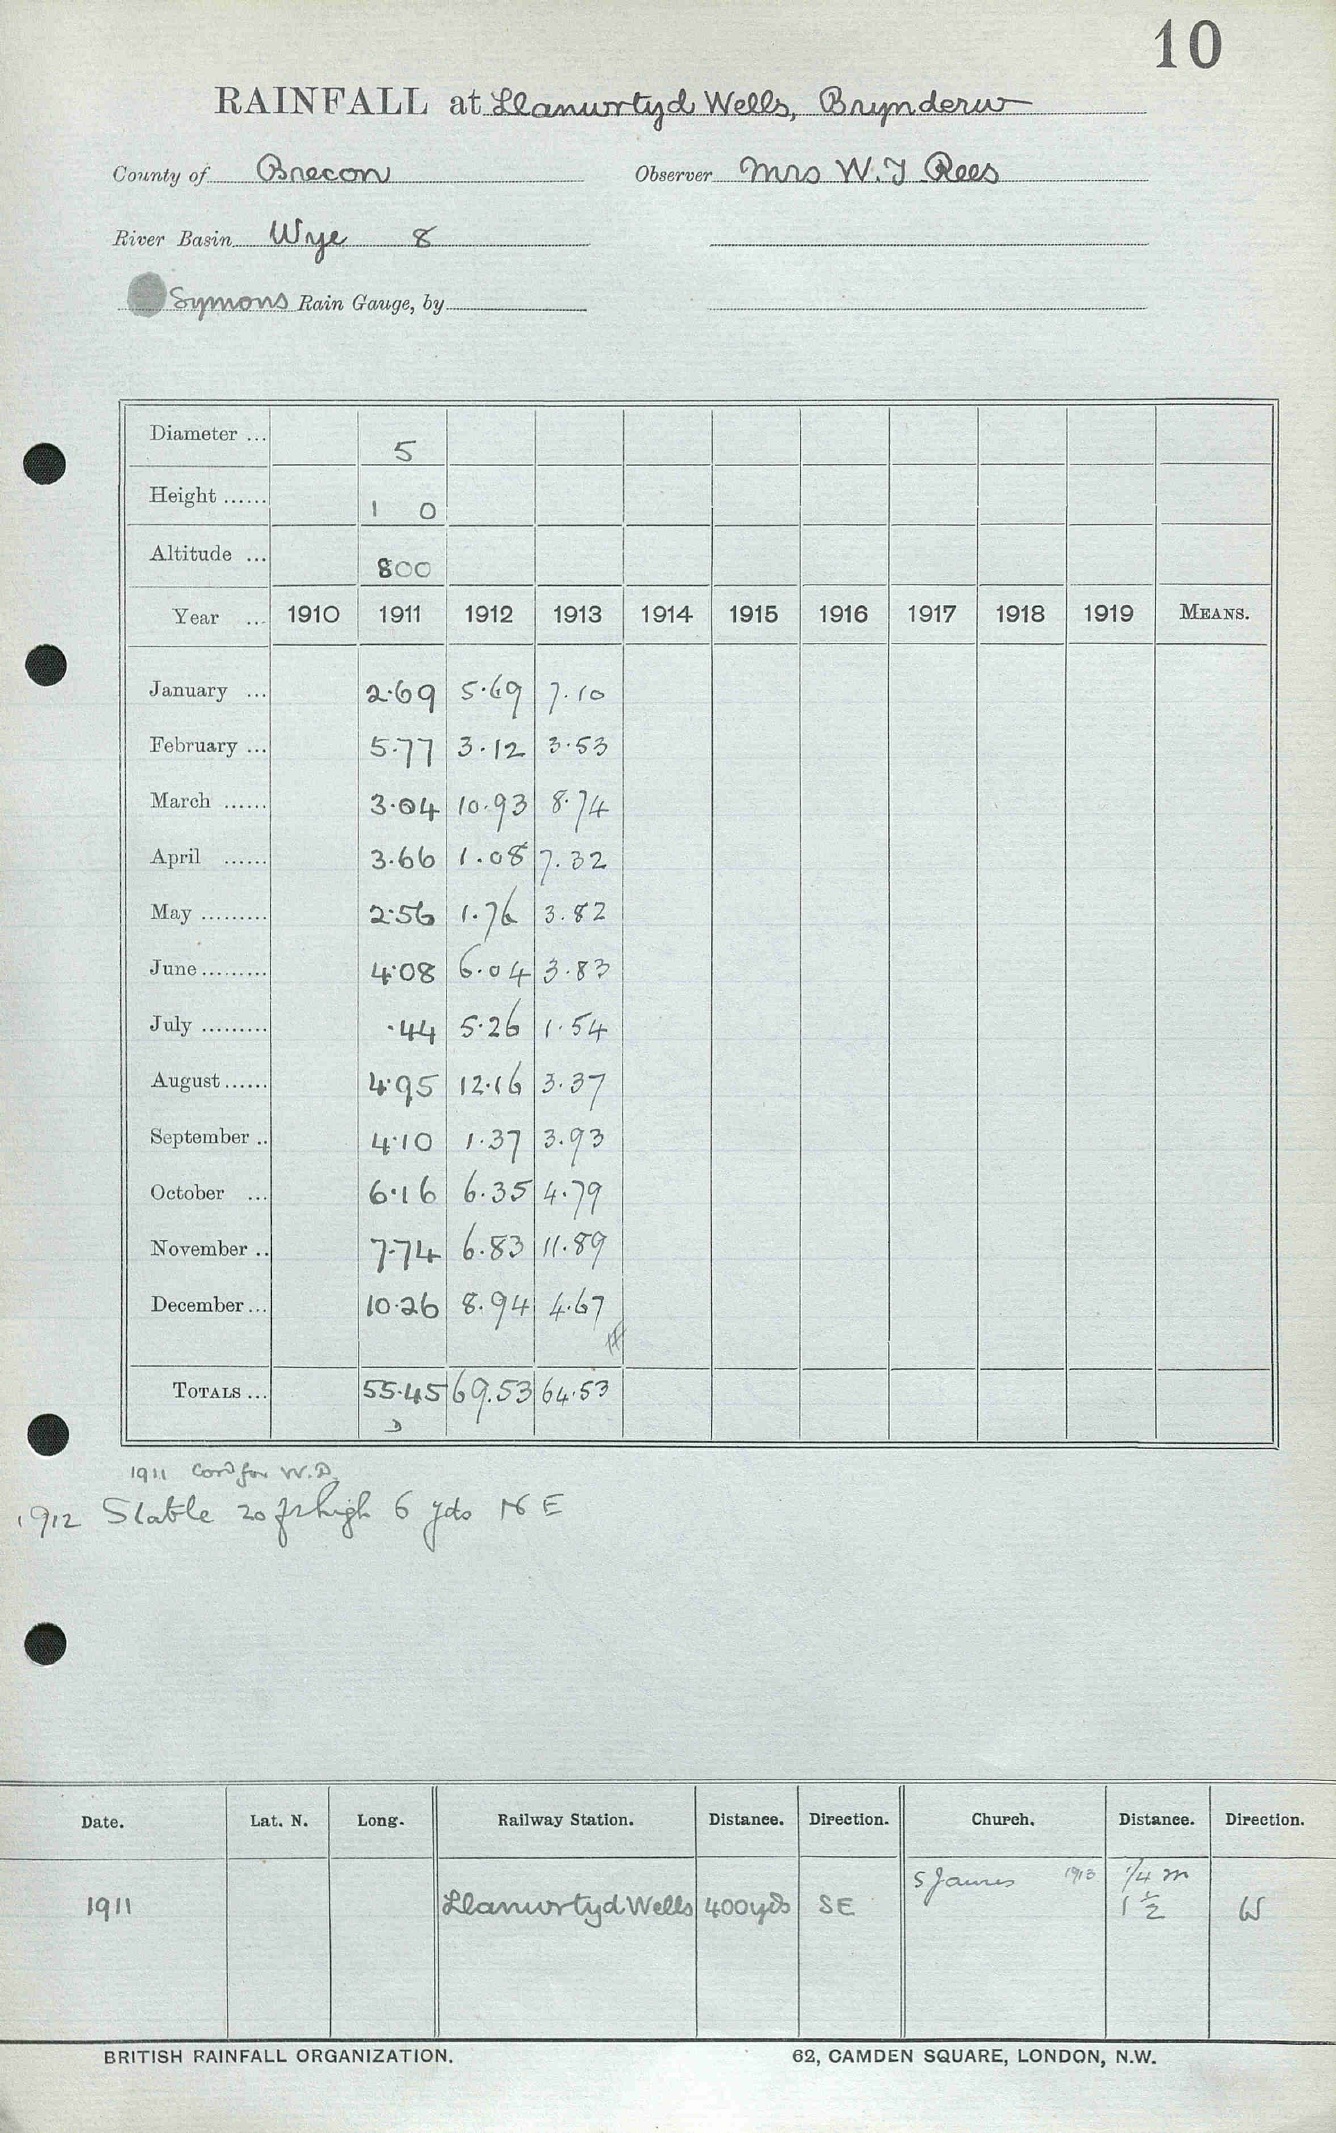 10
RAINFALL at Llanwrtyd Wells, Brynderw
County of Brecon Observer Mrs W. J Rees
River Basin Wye 8
Symons Rain Gauge, by
Diameter ... 5
Height ...... 1 0
Altitude ... 800
Year ... 1910 1911 1912 1913 1914 1915 1916 1917 1918 1919 MEANS.
January ... 2.69 5.69 7.10
February ... 5.77 3.12 3.53
March ...... 3.04 10.93 8.74
April ...... 3.66 1.08 7.32
May ......... 2.56 1.76 3.82
June ......... 4.08 6.04 3.83
July ......... .44 5.26 1.54
August ...... 4.95 12.16 3.37
September .. 4.10 1.37 3.93
October ... 6.16 6.35 4.79
November .. 7.74 6.83 11.89
December ... 10.26 8.94 4.67
TOTALS ... 55.45 69.53 64.53
1911 Cord for W.D.
1912 Stable 20 ft high 6 yds N E
Date. Lat. N. Long. Railway Station. Distance. Direction. Church. Distance. Direction.
S James 1913 1/4 m
1911 Llanwrtyd Wells 400 yds SE 1 1/2 W
BRITISH RAINFALL ORGANIZATION. 62, CAMDEN SQUARE, LONDON, N.W.